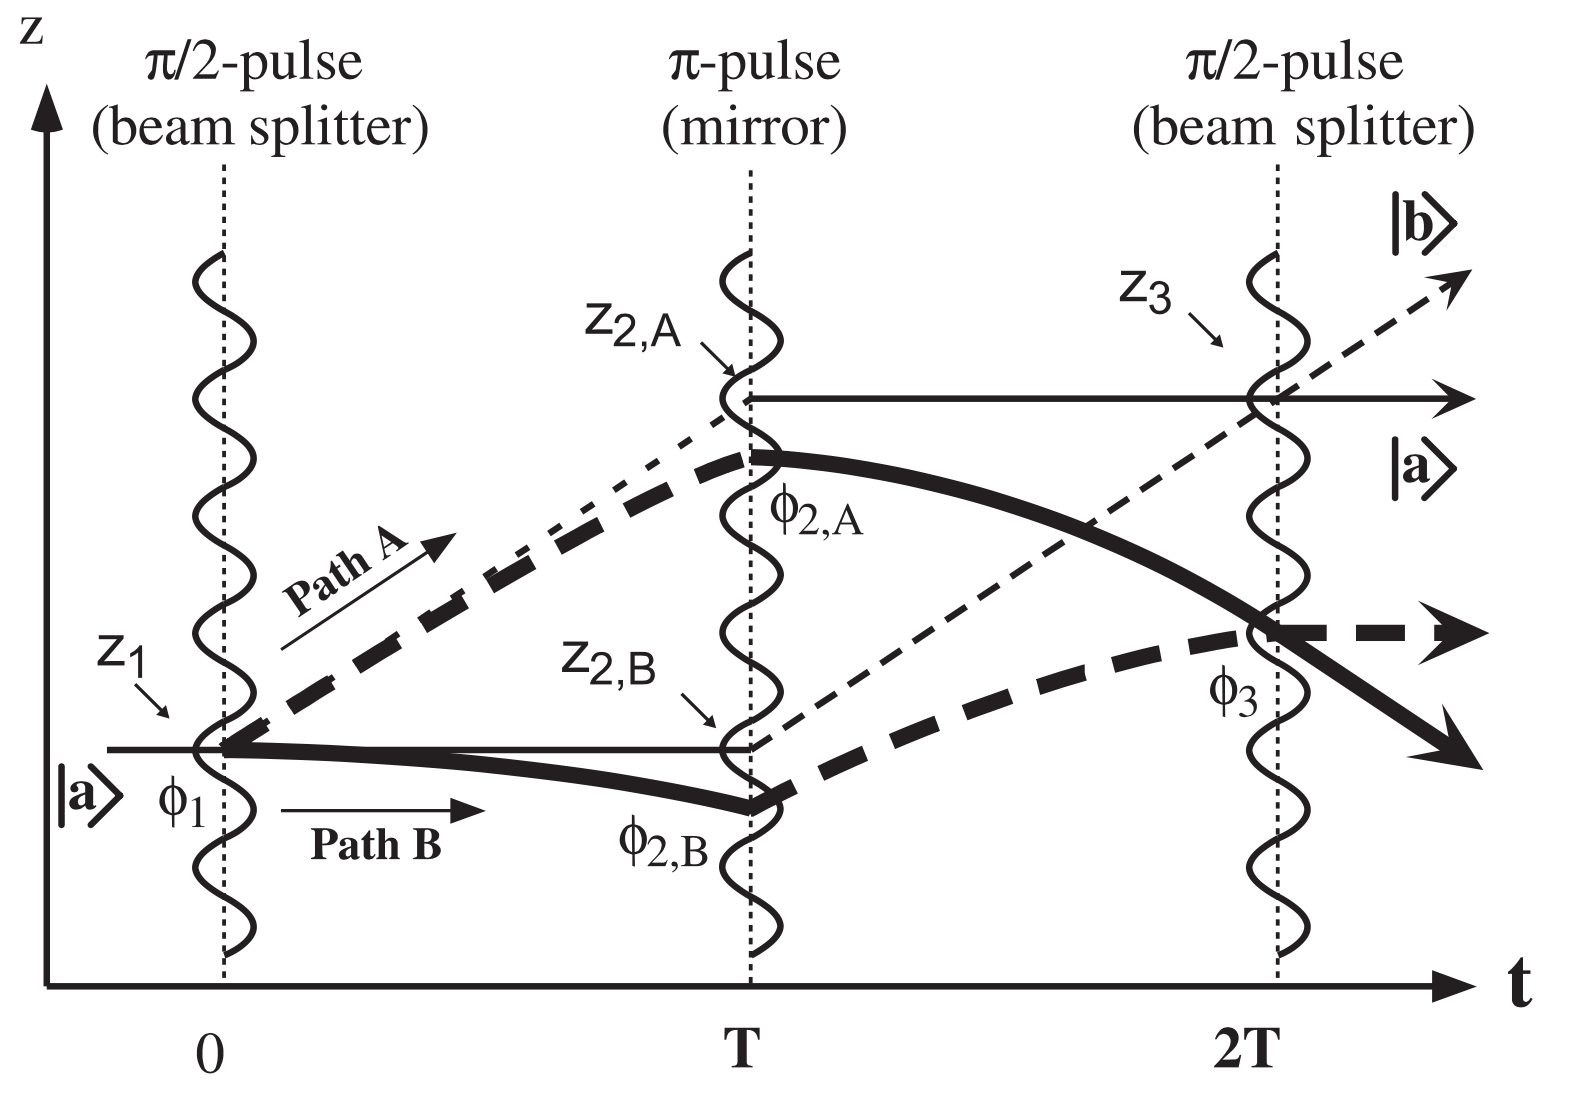 z
π/2-pulse
(beam splitter)
π-pulse
(mirror)
π/2-pulse
(beam splitter)
|b⟩
z3
z2,A
|a⟩
ϕ2,A
Path A
z1
z2,B
ϕ3
|a⟩
ϕ1
Path B
ϕ2,B
t
0
T
2T